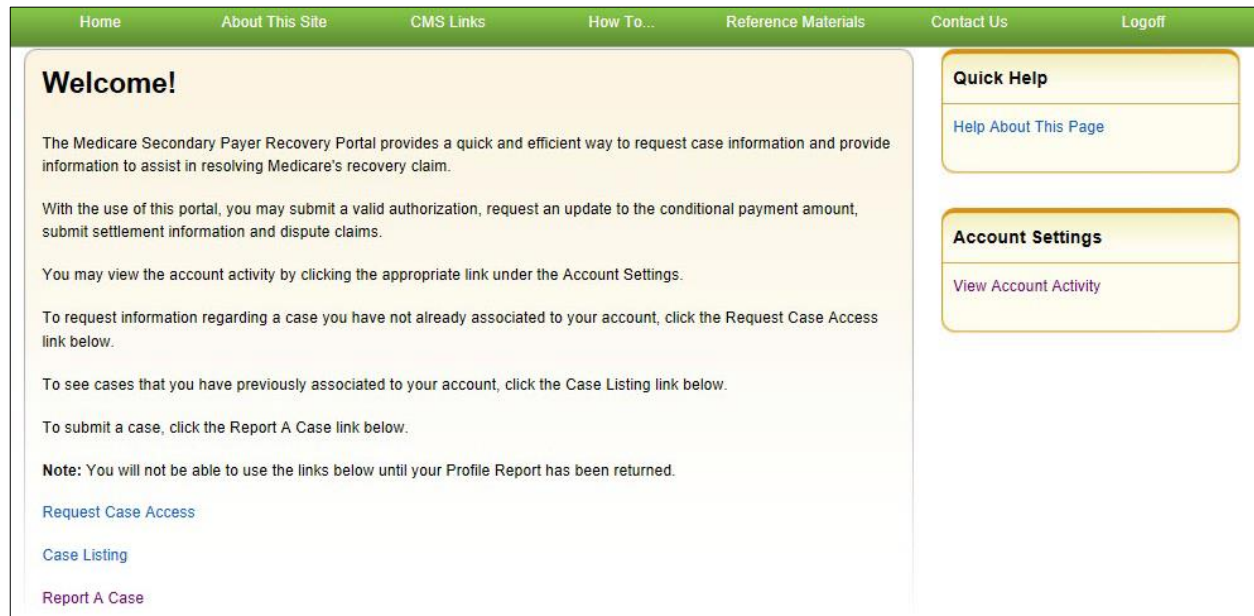 Home About This Site CMS Links How To... Reference Materials Contact Us Logoff
Welcome!
The Medicare Secondary Payer Recovery Portal provides a quick and efficient way to request case information and provide
information to assist in resolving Medicare's recovery claim.
With the use of this portal, you may submit a valid authorization, request an update to the conditional payment amount,
submit settlement information and dispute claims.
You may view the account activity by clicking the appropriate link under the Account Settings.
To request information regarding a case you have not already associated to your account, click the Request Case Access
link below.
To see cases that you have previously associated to your account, click the Case Listing link below.
To submit a case, click the Report A Case link below.
Note: You will not be able to use the links below until your Profile Report has been returned.
Request Case Access
Case Listing
Report A Case
Quick Help
Help About This Page
Account Settings
View Account Activity